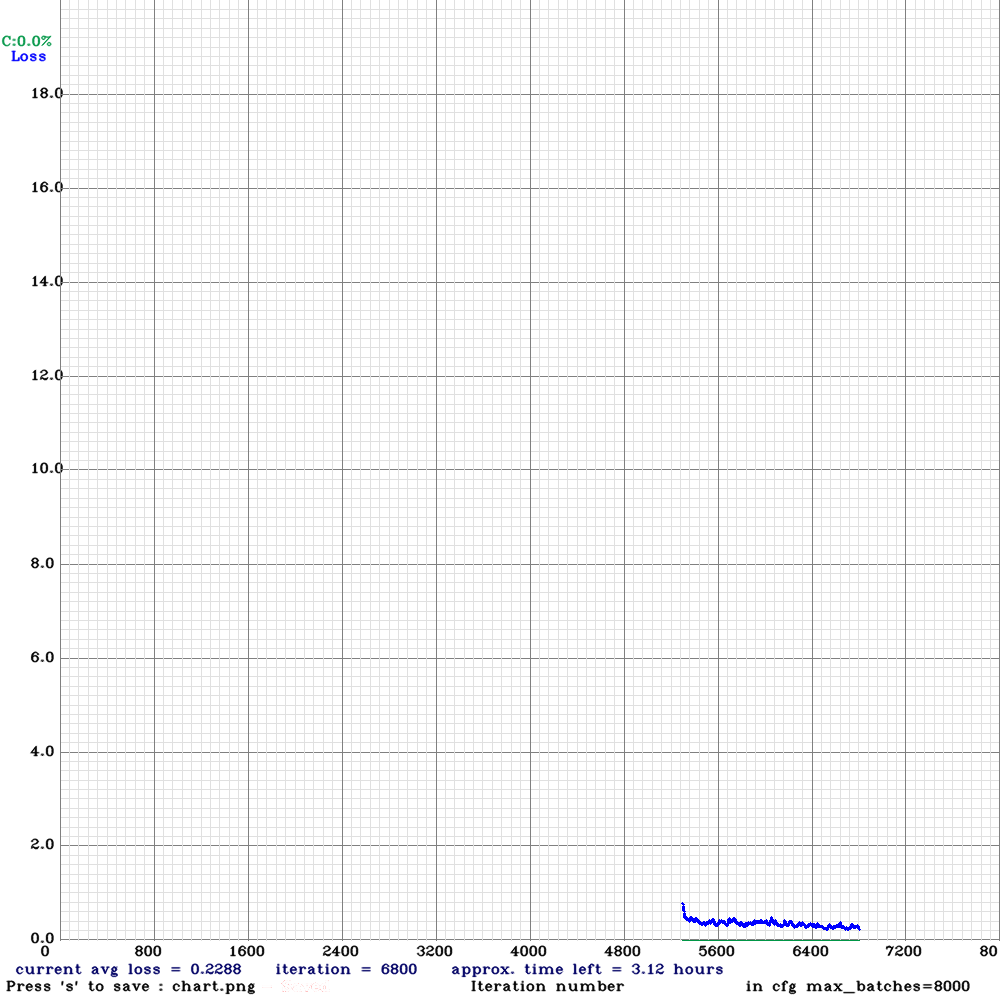 C:0.0%
Loss
18.0
16.0
14.0
12.0
10.0
8.0
6.0
4.0
2.0
0.0
0 800 1600 2400 3200 4000 4800 5600 6400 7200 80
current avg loss = 0.2288 iteration = 6800 approx. time left = 3.12 hours
Press 's' to save : chart.png Iteration number in cfg max_batches=8000